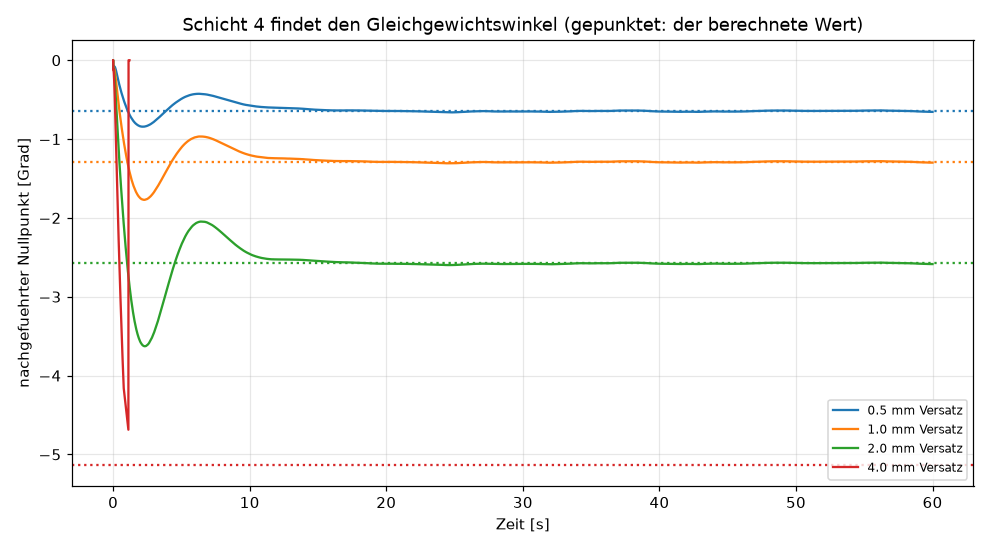 Schicht 4 findet den Gleichgewichtswinkel (gepunktet: der berechnete Wert)
nachgefuehrter Nullpunkt [Grad]
0
−1
−2
−3
−4
−5
0.5 mm Versatz
1.0 mm Versatz
2.0 mm Versatz
4.0 mm Versatz
0 10 20 30 40 50 60
Zeit [s]